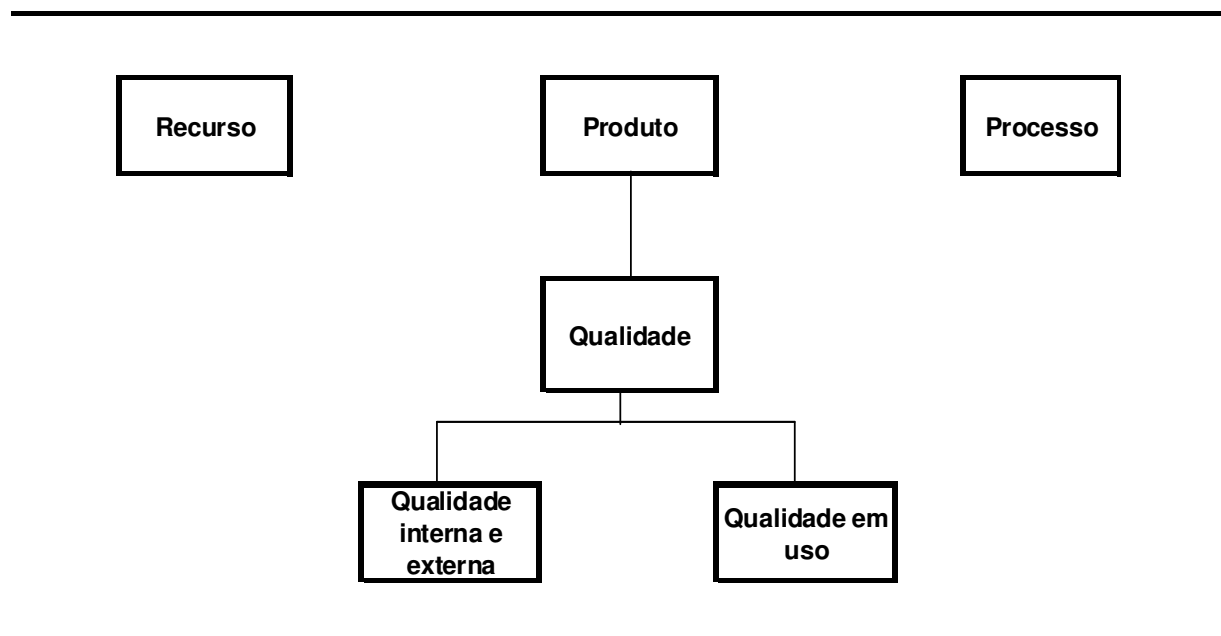 Recurso
Produto
Processo
Qualidade
Qualidade
interna e
externa
Qualidade em
uso